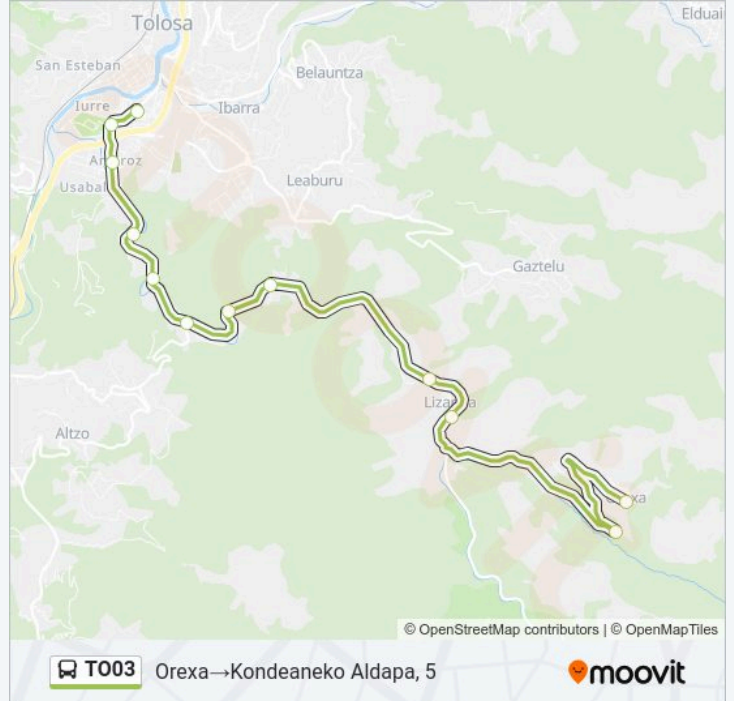 Elduai
Tolosa
San Esteban
Belauntza
Iurre
Ibarra
Usabal
Leaburu
Gaztelu
Altzo
© OpenStreetMap contributors | © OpenMapTiles
TO03 Orexa→Kondeaneko Aldapa, 5
moovit